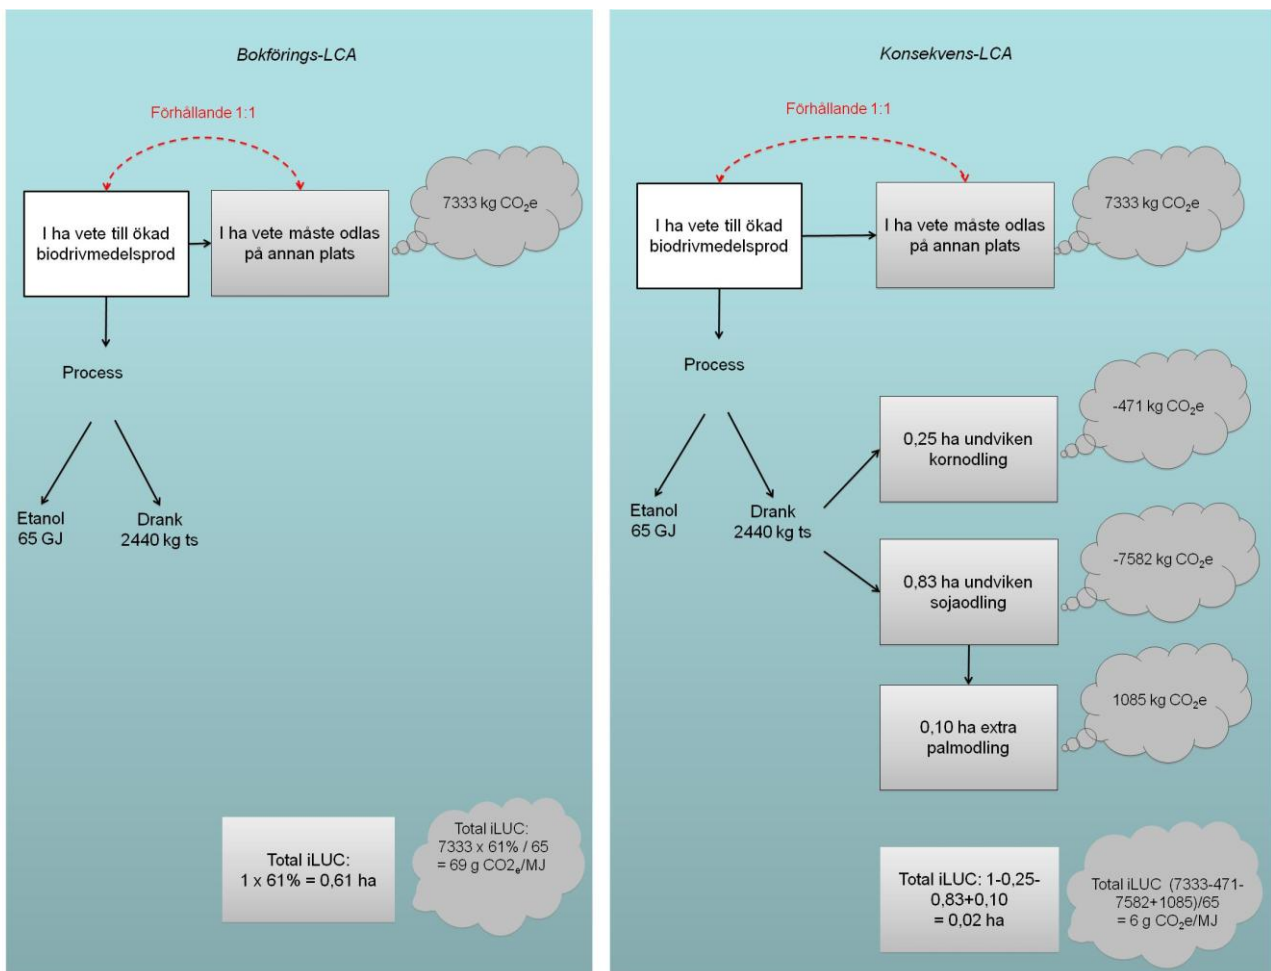 Bokförings-LCA
Förhållande 1:1
7333 kg CO₂e
I ha vete till ökad
biodrivmedelsprod
I ha vete måste odlas
på annan plats
Process
Etanol
65 GJ
Drank
2440 kg ts
Total iLUC:
1 x 61% = 0,61 ha
Total iLUC:
7333 x 61% / 65
= 69 g CO2ₑ/MJ
Konsekvens-LCA
Förhållande 1:1
7333 kg CO₂e
I ha vete till ökad
biodrivmedelsprod
I ha vete måste odlas
på annan plats
Process
Etanol
65 GJ
Drank
2440 kg ts
0,25 ha undviken
kornodling
-471 kg CO₂e
0,83 ha undviken
sojaodling
-7582 kg CO₂e
0,10 ha extra
palmodling
1085 kg CO₂e
Total iLUC: 1-0,25-
0,83+0,10
= 0,02 ha
Total iLUC (7333-471-
7582+1085)/65
= 6 g CO₂e/MJ